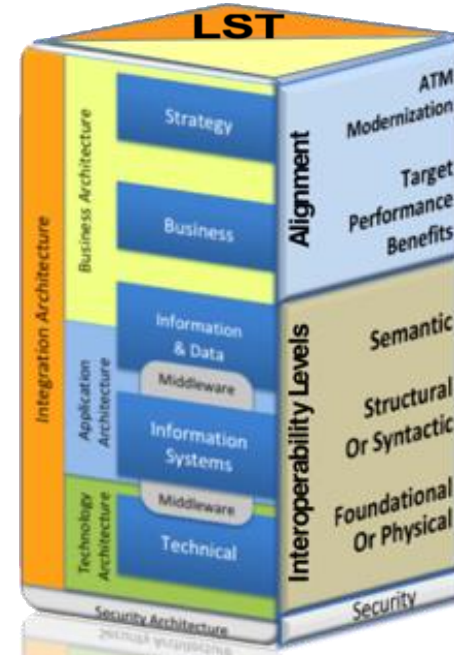 LST
Integration Architecture
Business Architecture
Application
Architecture
Technology
Architecture
Strategy
Business
Information
& Data
Middleware
Information
Systems
Middleware
Technical
Security Architecture
Alignment
ATM
Modernization
Target
Performance
Benefits
Interoperability Levels
Semantic
Structural
Or Syntactic
Foundational
Or Physical
Security